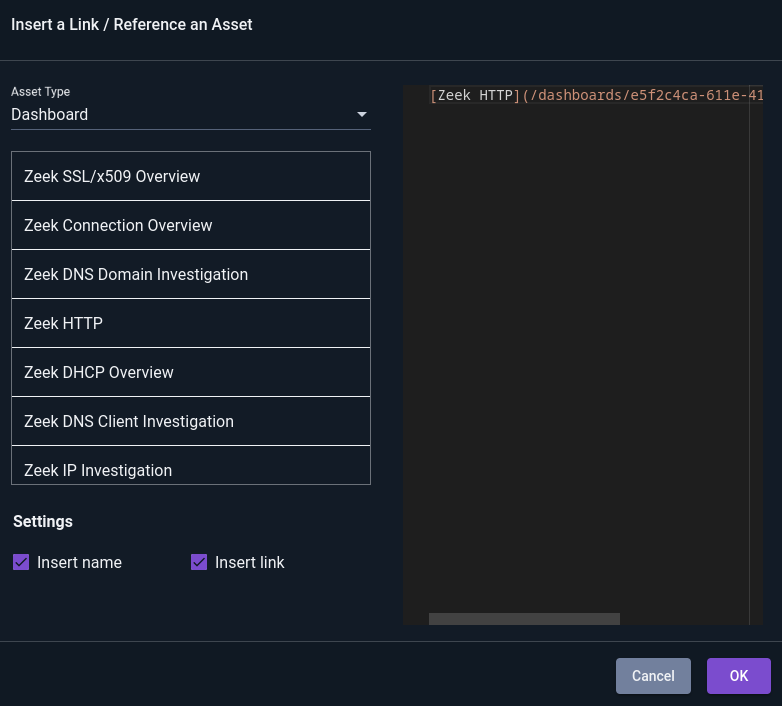 Insert a Link / Reference an Asset
Asset Type
Dashboard
Zeek SSL/x509 Overview
Zeek Connection Overview
Zeek DNS Domain Investigation
Zeek HTTP
Zeek DHCP Overview
Zeek DNS Client Investigation
Zeek IP Investigation
Settings
Insert name
Insert link
[Zeek HTTP](/dashboards/e5f2c4ca-611e-41
Cancel
OK